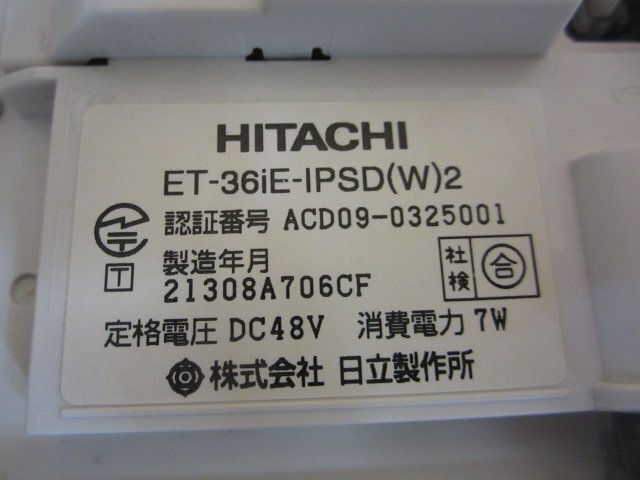 HITACHI
ET-36iE-IPSD(W)2
認証番号 ACD09-0325001
T 製造年月
21308A706CF
社検 合
定格電圧 DC48V 消費電力 7W
株式会社 日立製作所